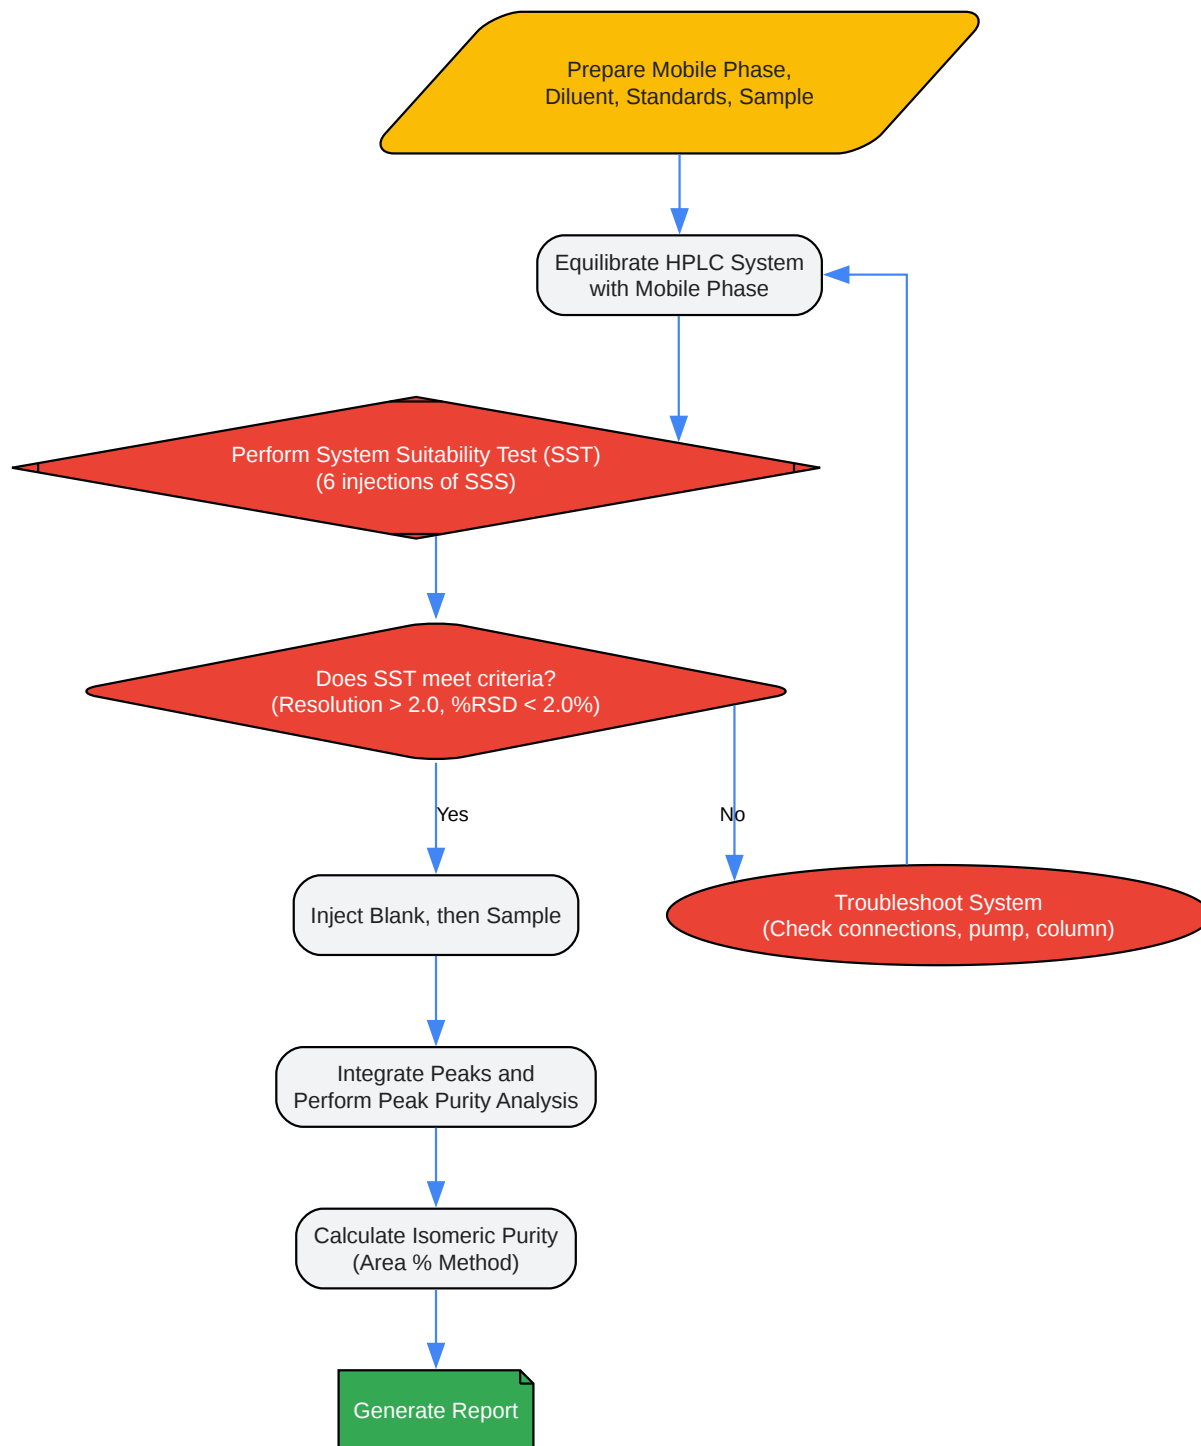 Prepare Mobile Phase,
Diluent, Standards, Sample
Equilibrate HPLC System
with Mobile Phase
Perform System Suitability Test (SST)
(6 injections of SSS)
Does SST meet criteria?
(Resolution > 2.0, %RSD < 2.0%)
Yes
No
Inject Blank, then Sample
Troubleshoot System
(Check connections, pump, column)
Integrate Peaks and
Perform Peak Purity Analysis
Calculate Isomeric Purity
(Area % Method)
Generate Report